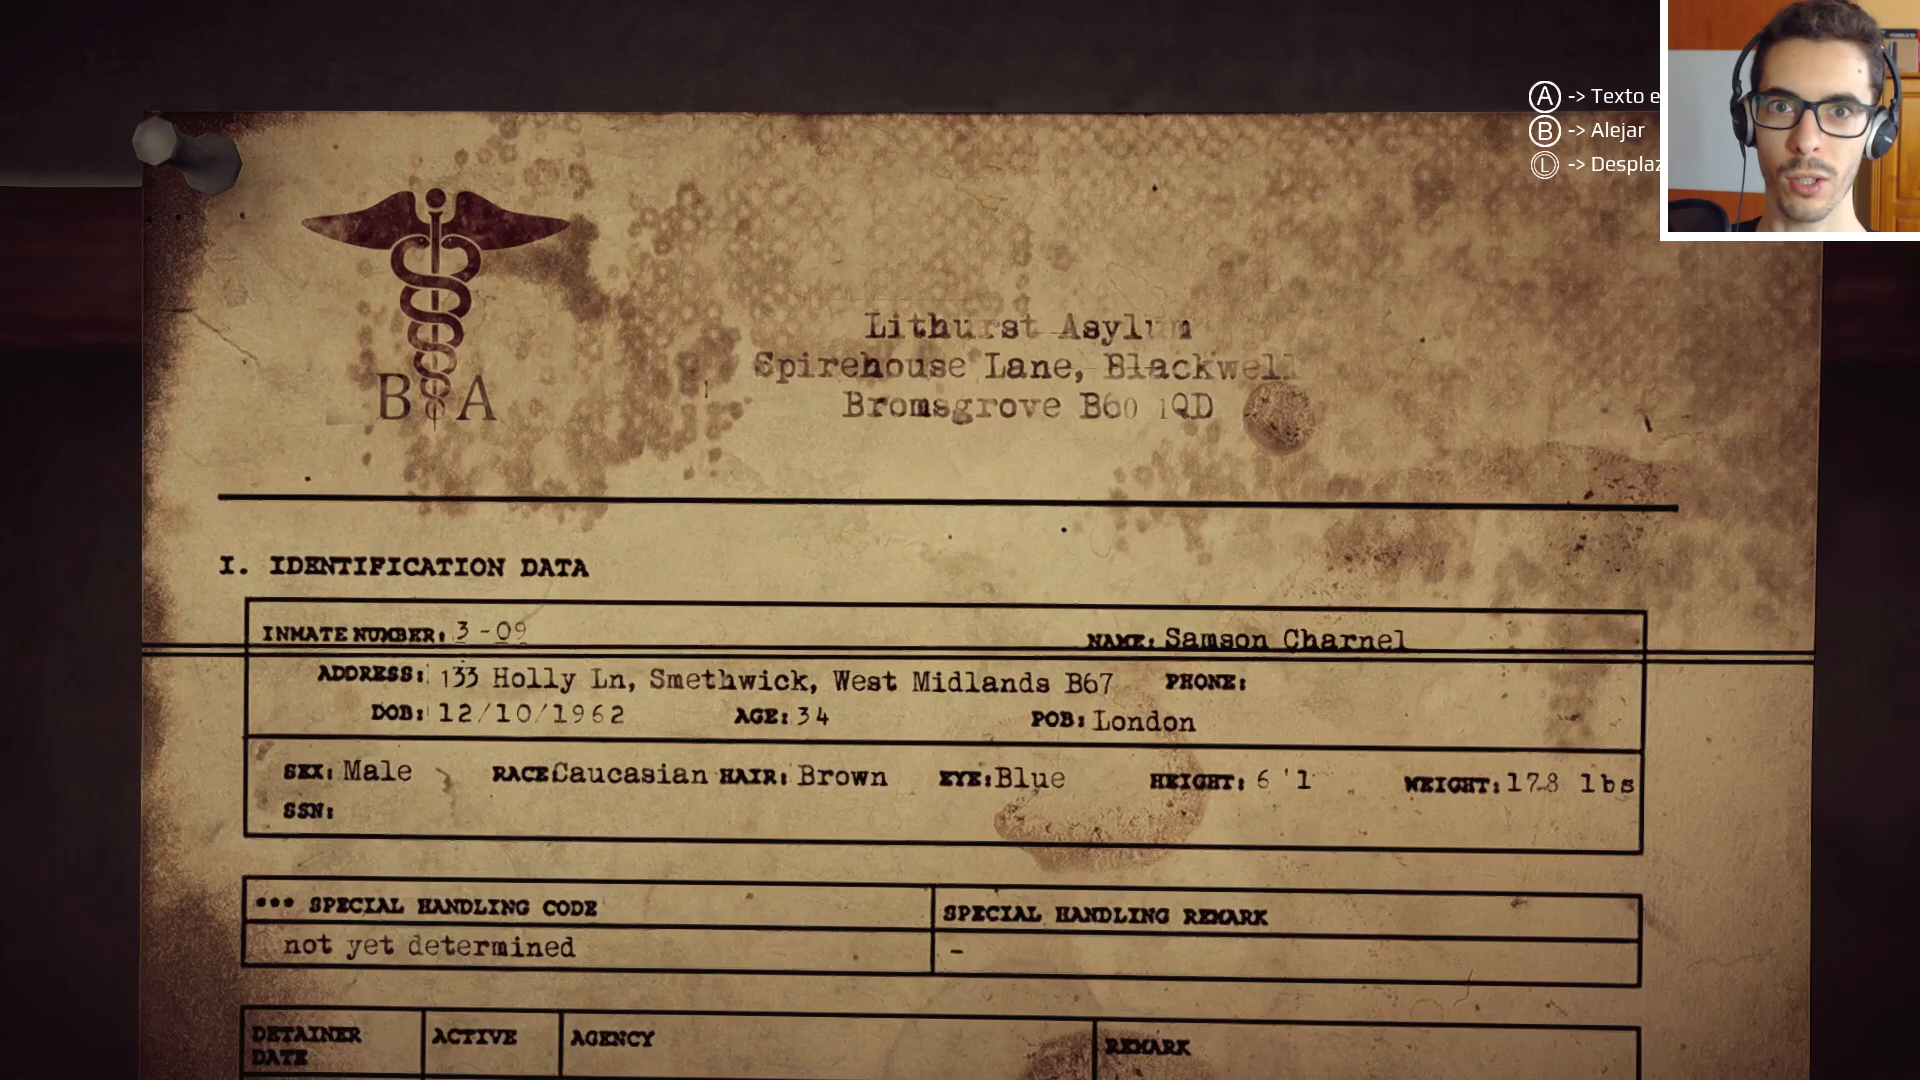 A -> Texto e
B -> Alejar
L -> Desplaz
B A
Lithurst Asylum
Spirehouse Lane, Blackwell
Bromsgrove B60 1QD
I. IDENTIFICATION DATA
INMATE NUMBER: 3-09 NAME: Samson Charnel
ADDRESS: 133 Holly Ln, Smethwick, West Midlands B67 PHONE:
DOB: 12/10/1962 AGE: 34 POB: London
SEX: Male RACE Caucasian HAIR: Brown EYE: Blue HEIGHT: 6 '1 WEIGHT: 178 lbs
SSN:
••• SPECIAL HANDLING CODE SPECIAL HANDLING REMARK
not yet determined -
DETAINER DATE ACTIVE AGENCY REMARK